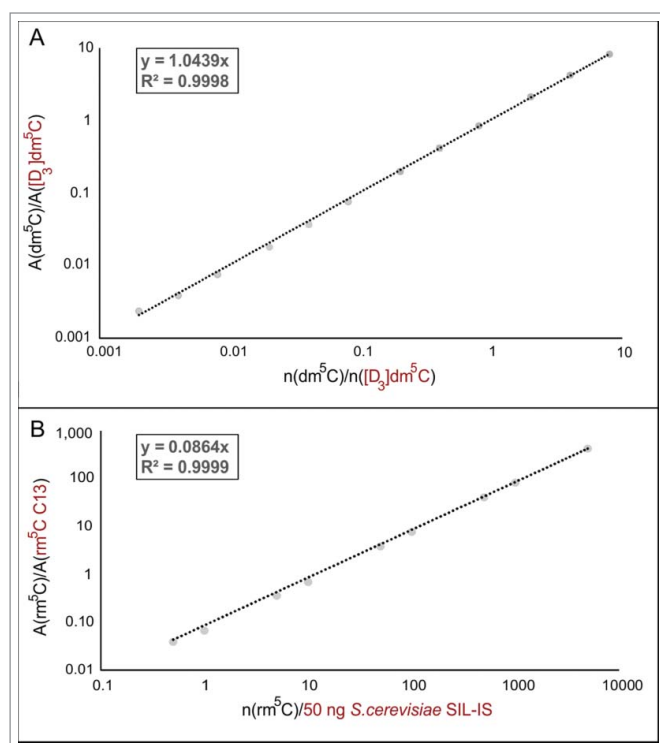 A
y = 1.0439x
R² = 0.9998
A(dm⁵C)/A([D₃]dm⁵C)
10
1
0.1
0.01
0.001
0.001
0.01
0.1
1
10
n(dm⁵C)/n([D₃]dm⁵C)
B
y = 0.0864x
R² = 0.9999
A(rm⁵C)/A(rm⁵C C13)
1,000
100
10
1
0.10
0.01
0.1
1
10
100
1000
10000
n(rm⁵C)/50 ng S.cerevisiae SIL-IS